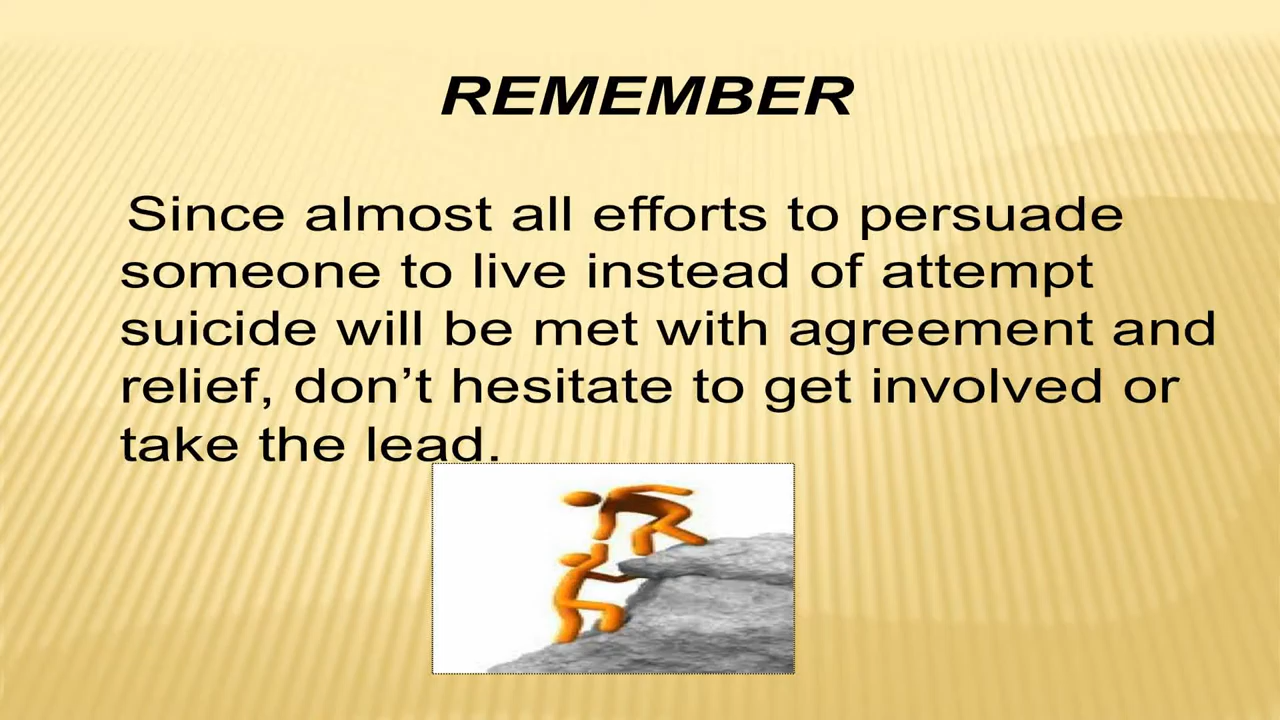 REMEMBER
Since almost all efforts to persuade
someone to live instead of attempt
suicide will be met with agreement and
relief, don’t hesitate to get involved or
take the lead.